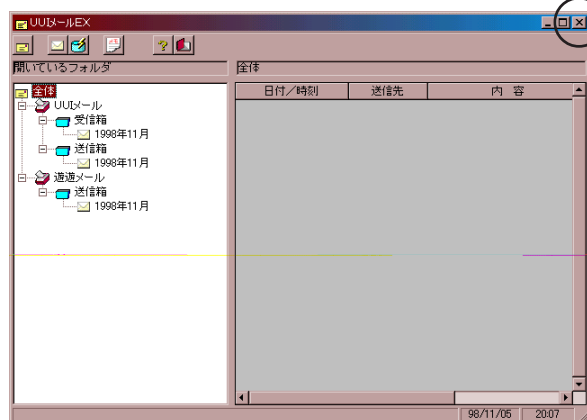 UUIメールEX
開いているフォルダ
全体
全体
UUIメール
受信箱
1998年11月
送信箱
1998年11月
遊遊メール
送信箱
1998年11月
日付／時刻 送信先 内 容
98/11/05 20:07